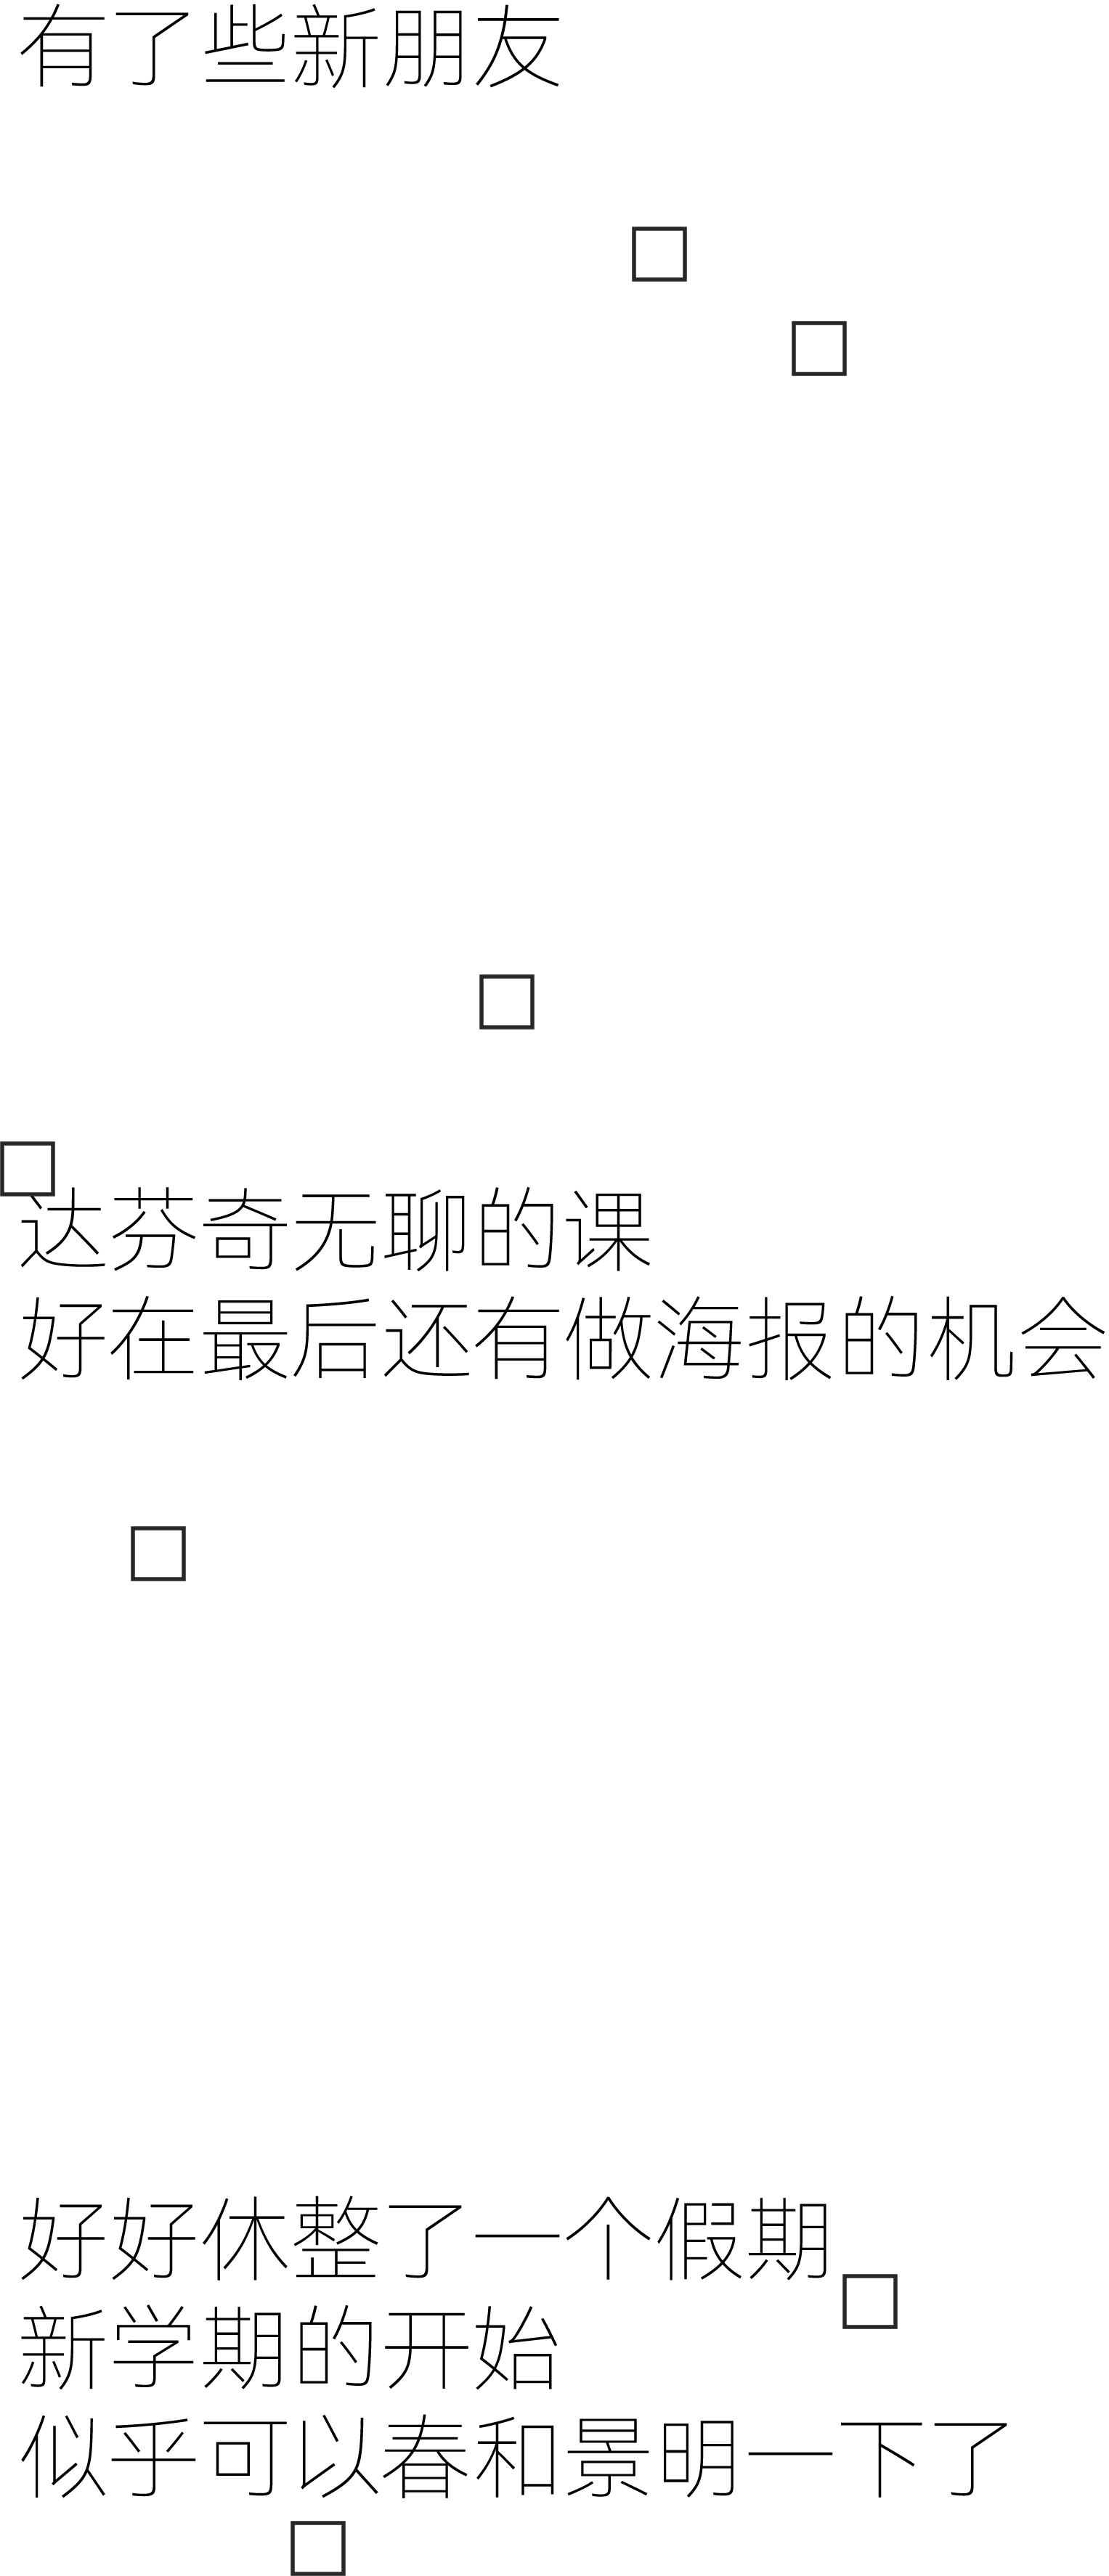 有了些新朋友
达芬奇无聊的课
好在最后还有做海报的机会
好好休整了一个假期
新学期的开始
似乎可以春和景明一下了